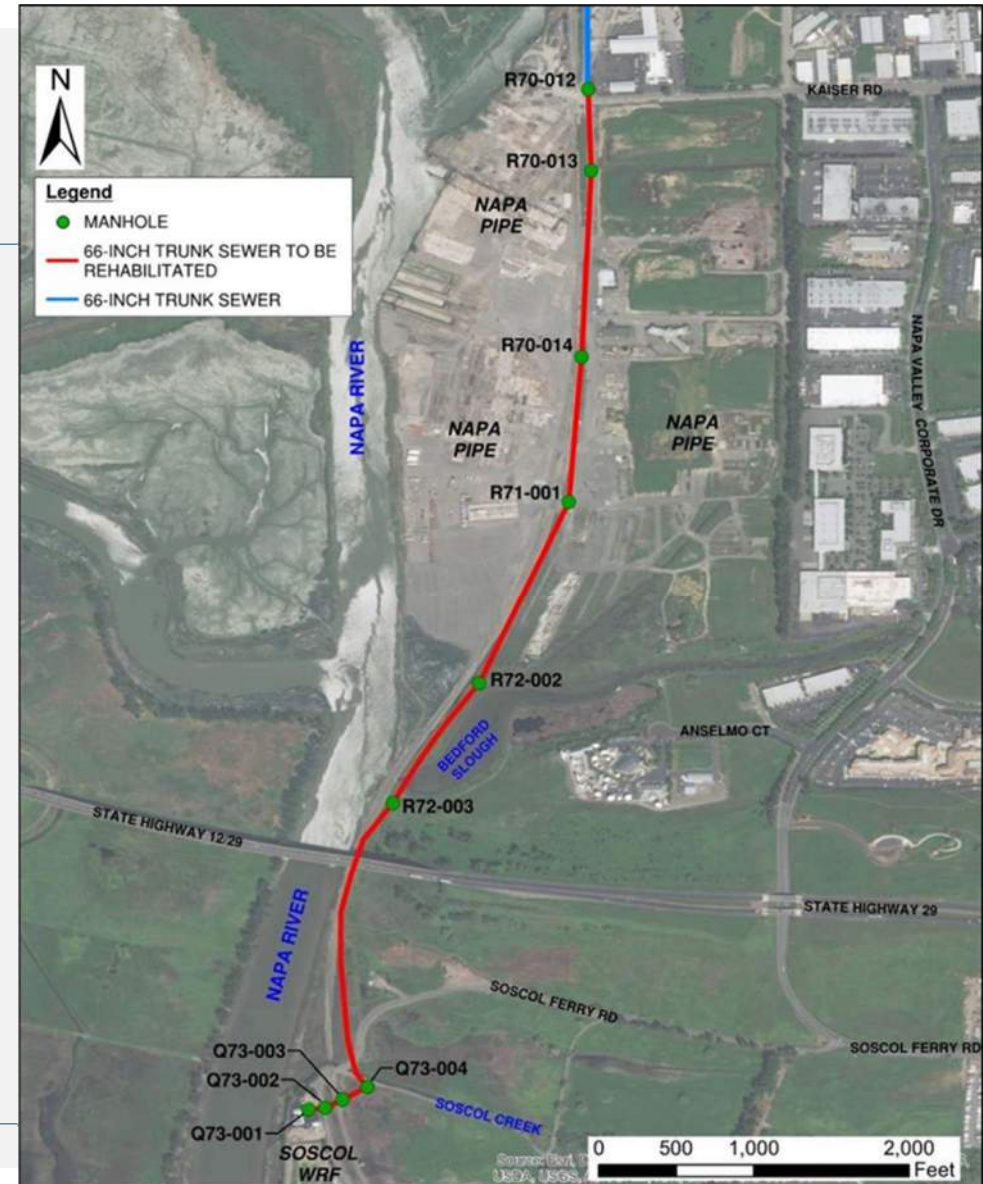 R70-012
KAISER RD
N
R70-013
Legend
MANHOLE
66-INCH TRUNK SEWER TO BE
REHABILITATED
66-INCH TRUNK SEWER
NAPA
PIPE
R70-014
NAPA RIVER
NAPA VALLEY CORPORATE DR
NAPA
PIPE
NAPA
PIPE
R71-001
R72-002
ANSELMO CT
BEDFORD
SLOUGH
R72-003
STATE HIGHWAY 12/29
STATE HIGHWAY 29
NAPA RIVER
SOSCOL FERRY RD
SOSCOL FERRY RD
Q73-003
Q73-004
Q73-002
SOSCOL CREEK
Q73-001
SOSCOL
WRF
0 500 1,000 2,000
Feet
Source: Esri,
USDA, USGS,